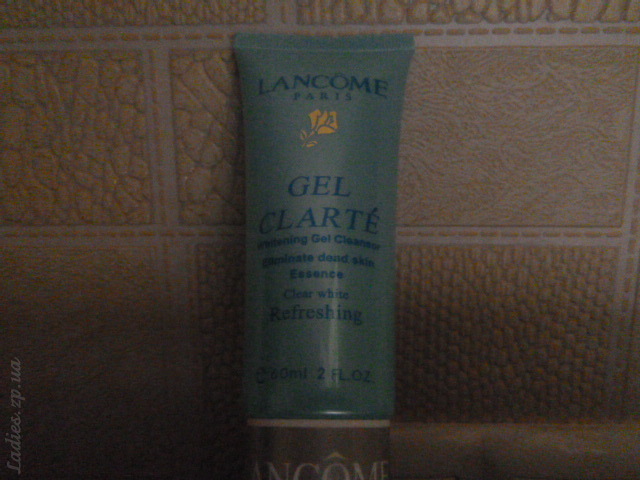 LANCOME
PARIS
GEL
CLARTÉ
Whitening Gel Cleanser
Eliminate dead skin
Essence
Clear white
Refreshing
e 60ml 2 FL.OZ.
LANCÔME
Ladies.zp.ua